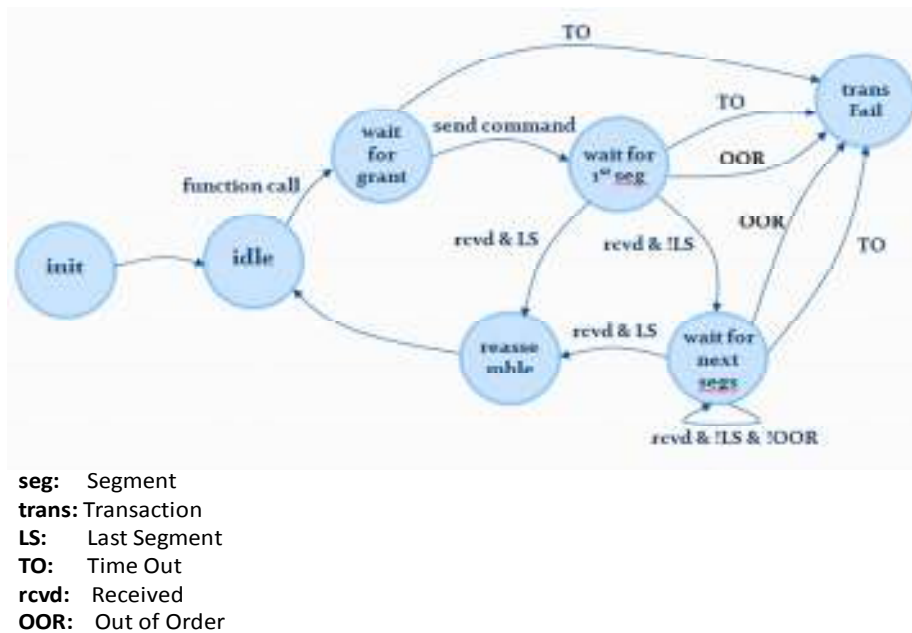 TO
trans
Fail
wait
for
grant
send command
TO
wait for
1st seg
OOR
function call
init
idle
rcvd & LS
rcvd & !LS
OOR
TO
reasse
mble
rcvd & LS
wait for
next
segs
rcvd & !LS & !OOR
seg: Segment
trans: Transaction
LS: Last Segment
TO: Time Out
rcvd: Received
OOR: Out of Order